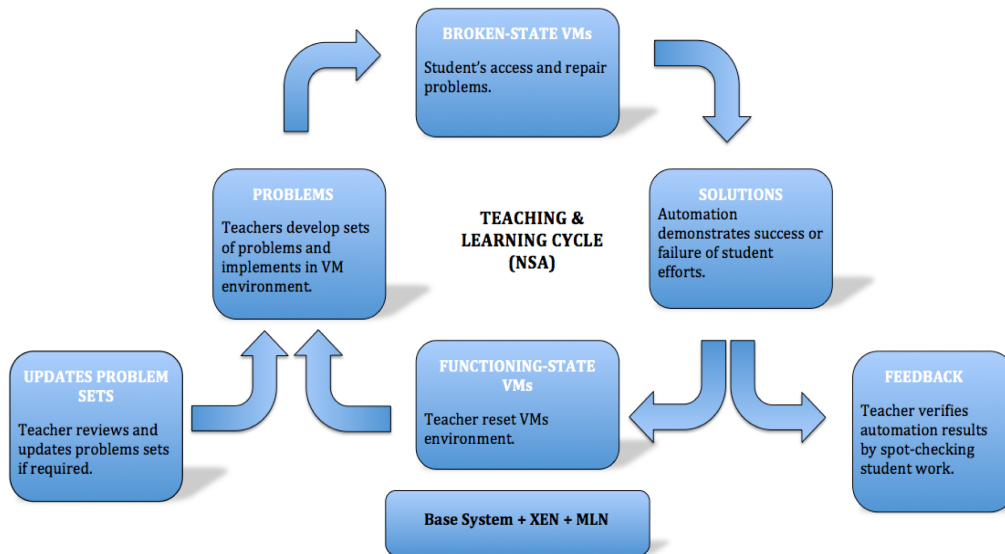 BROKEN-STATE VMs
Student’s access and repair
problems.
PROBLEMS
Teachers develop sets
of problems and
implements in VM
environment.
TEACHING &
LEARNING CYCLE
(NSA)
SOLUTIONS
Automation
demonstrates success or
failure of student
efforts.
UPDATES PROBLEM
SETS
Teacher reviews and
updates problems sets
if required.
FUNCTIONING-STATE
VMs
Teacher reset VMs
environment.
FEEDBACK
Teacher verifies
automation results
by spot-checking
student work.
Base System + XEN + MLN